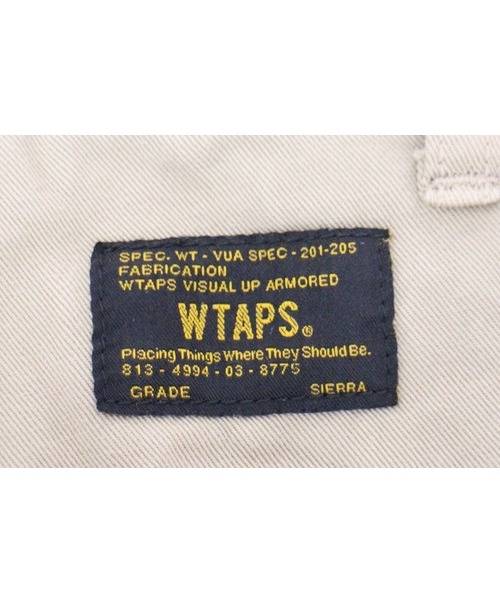 SPEC. WT - VUA SPEC - 201-205
FABRICATION
WTAPS VISUAL UP ARMORED
WTAPS®
Placing Things Where They Should Be.
813 - 4994 - 03 - 8775
GRADE SIERRA